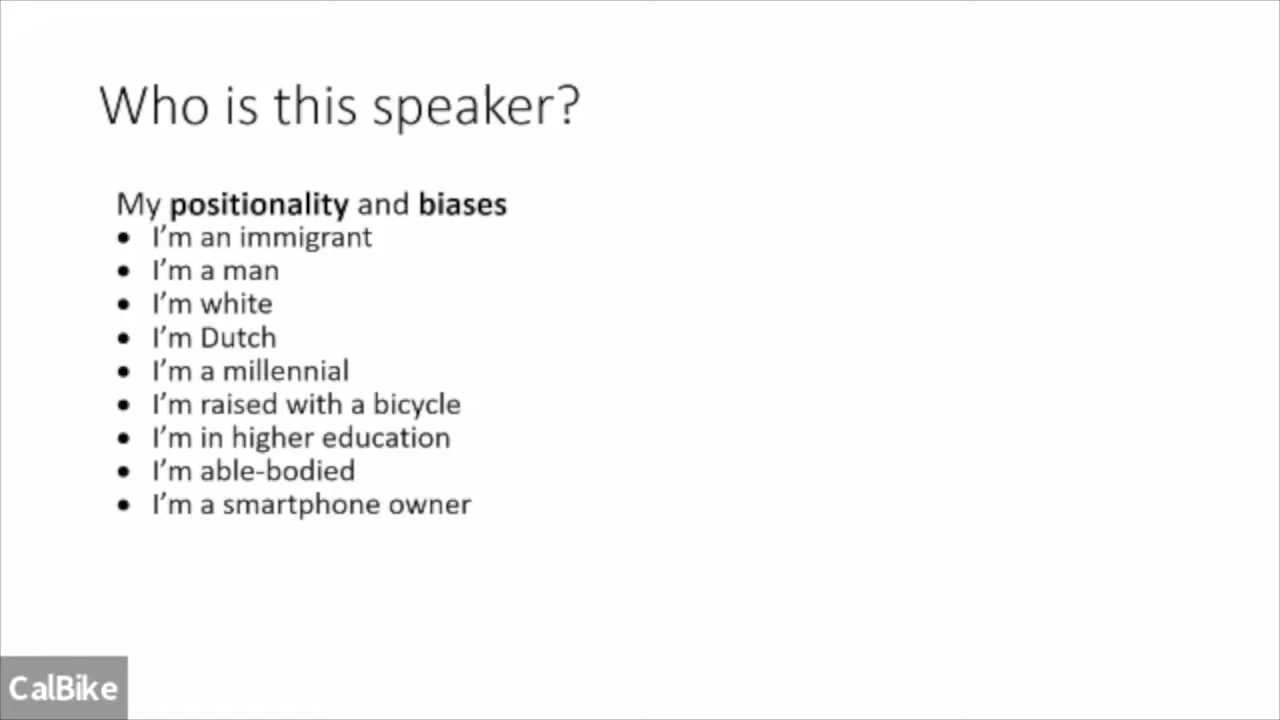 Who is this speaker?
My positionality and biases
• I'm an immigrant
• I'm a man
• I'm white
• I'm Dutch
• I'm a millennial
• I'm raised with a bicycle
• I'm in higher education
• I'm able-bodied
• I'm a smartphone owner
CalBike